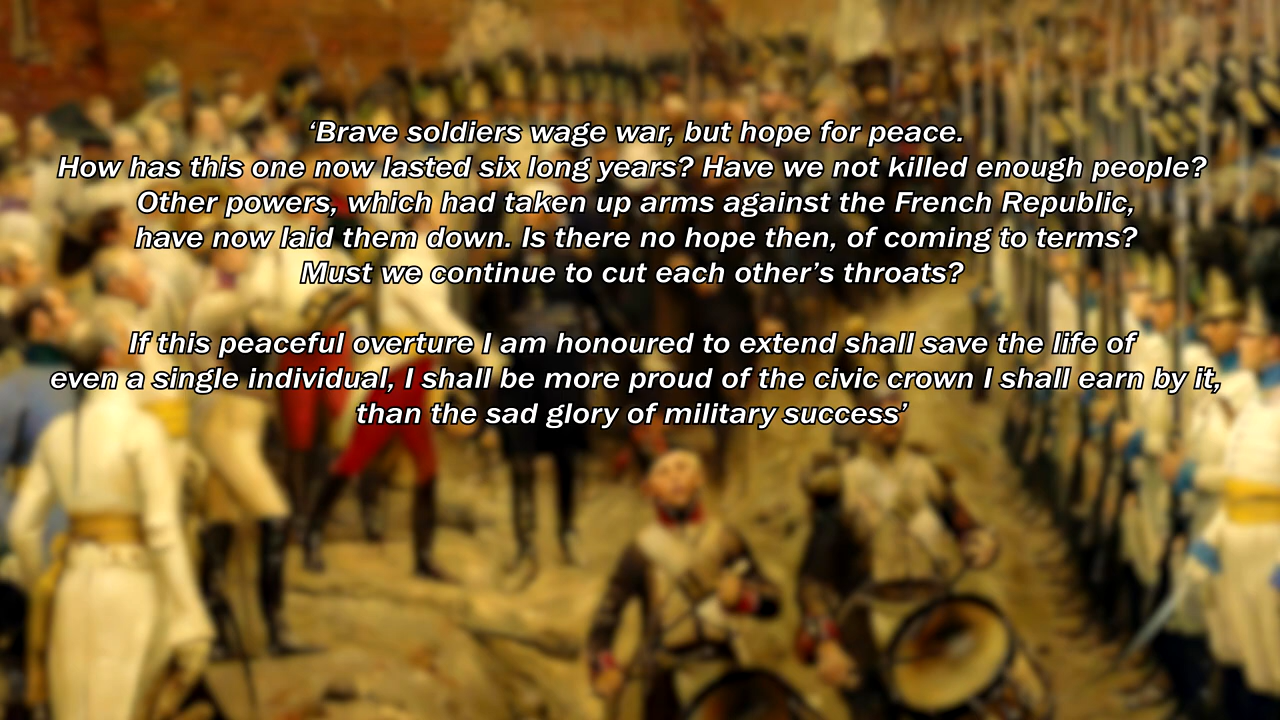 ‘Brave soldiers wage war, but hope for peace.
How has this one now lasted six long years? Have we not killed enough people?
Other powers, which had taken up arms against the French Republic,
have now laid them down. Is there no hope then, of coming to terms?
Must we continue to cut each other’s throats?
If this peaceful overture I am honoured to extend shall save the life of
even a single individual, I shall be more proud of the civic crown I shall earn by it,
than the sad glory of military success’